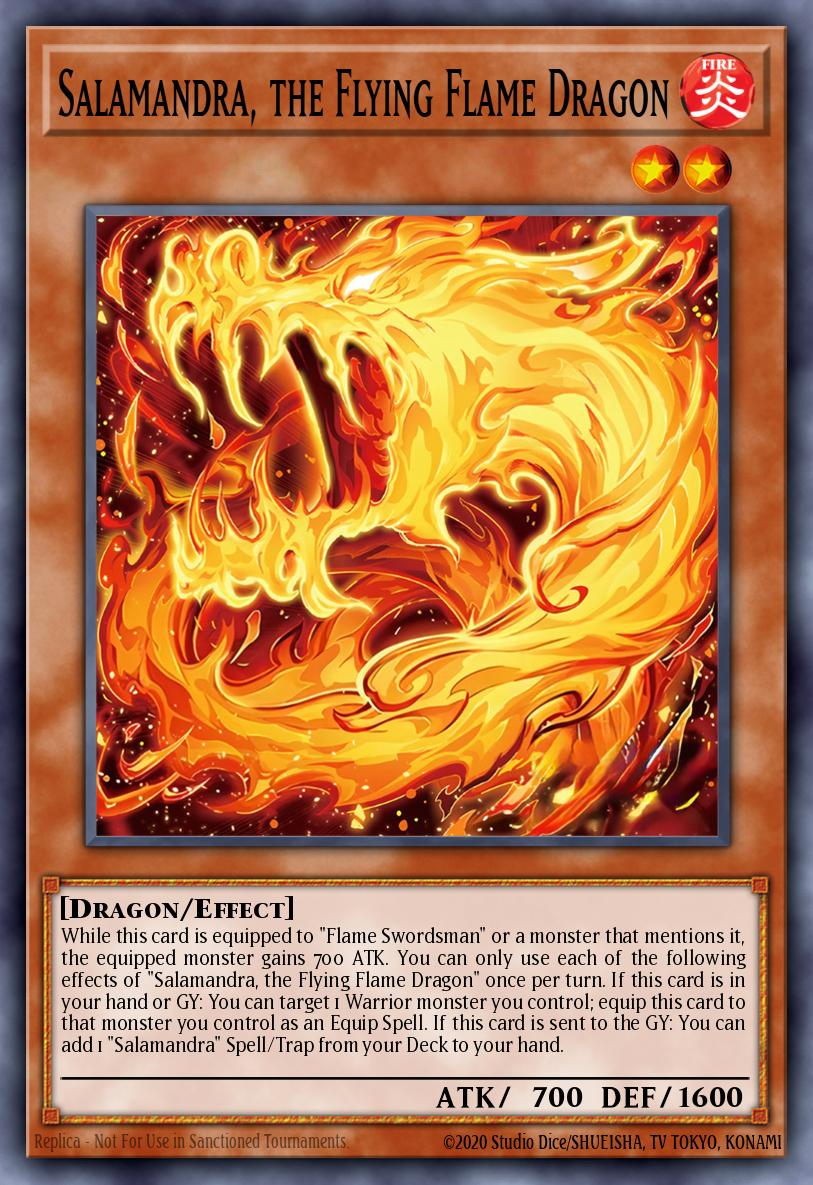 Salamandra, the Flying Flame Dragon
FIRE
炎
[Dragon/Effect]
While this card is equipped to "Flame Swordsman" or a monster that mentions it,
the equipped monster gains 700 ATK. You can only use each of the following
effects of "Salamandra, the Flying Flame Dragon" once per turn. If this card is in
your hand or GY: You can target 1 Warrior monster you control; equip this card to
that monster you control as an Equip Spell. If this card is sent to the GY: You can
add 1 "Salamandra" Spell/Trap from your Deck to your hand.
ATK/ 700 DEF/1600
Replica - Not For Use in Sanctioned Tournaments.
©2020 Studio Dice/SHUEISHA, TV TOKYO, KONAMI